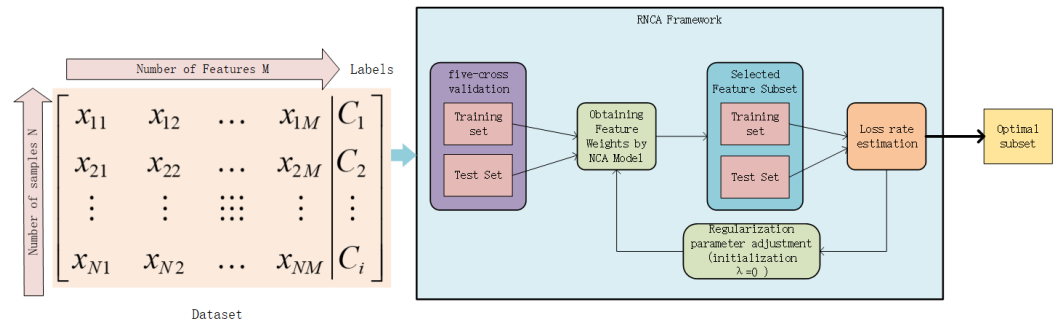 RNCA Framework
Number of Features M
Labels
Number of samples N
x11 x12 … x1M C1
x21 x22 … x2M C2
⋮ ⋮ ⋮⋮⋮ ⋮ ⋮
xN1 xN2 … xNM Ci
Dataset
five-cross
validation
Training
set
Test Set
Obtaining
Feature
Weights by
NCA Model
Selected
Feature Subset
Training
set
Test Set
Loss rate
estimation
Regularization
parameter adjustment
(initialization
λ=0 )
Optimal
subset